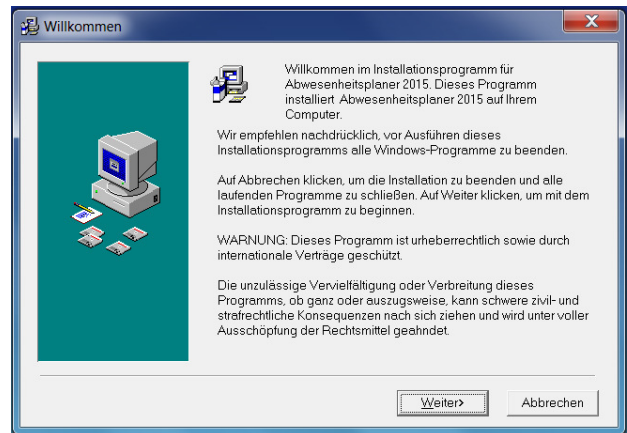 Willkommen
Willkommen im Installationsprogramm für
Abwesenheitsplaner 2015. Dieses Programm
installiert Abwesenheitsplaner 2015 auf Ihrem
Computer.
Wir empfehlen nachdrücklich, vor Ausführen dieses
Installationsprogramms alle Windows-Programme zu beenden.
Auf Abbrechen klicken, um die Installation zu beenden und alle
laufenden Programme zu schließen. Auf Weiter klicken, um mit dem
Installationsprogramm zu beginnen.
WARNUNG: Dieses Programm ist urheberrechtlich sowie durch
internationale Verträge geschützt.
Die unzulässige Vervielfältigung oder Verbreitung dieses
Programms, ob ganz oder auszugsweise, kann schwere zivil- und
strafrechtliche Konsequenzen nach sich ziehen und wird unter voller
Ausschöpfung der Rechtsmittel geahndet.
Weiter> Abbrechen